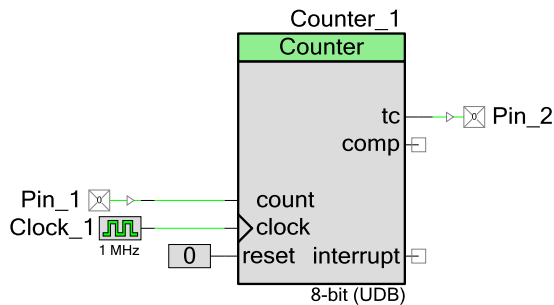 Counter_1
Counter
tc
Pin_2
comp
Pin_1
count
Clock_1
clock
1 MHz
0
reset
interrupt
8-bit (UDB)